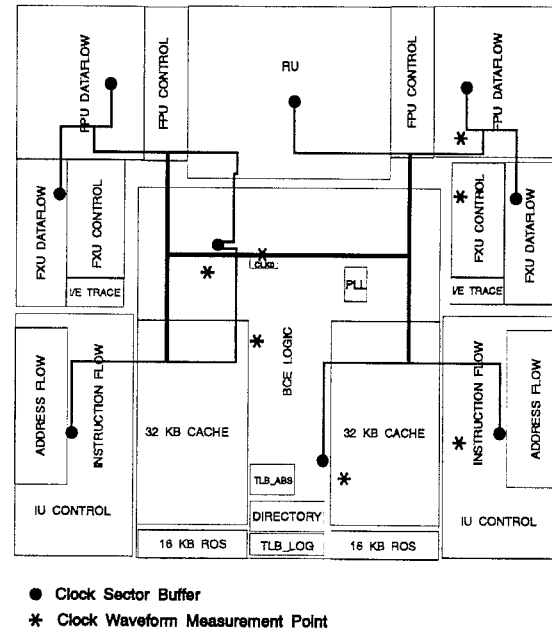 FPU DATAFLOW
FPU CONTROL
RU
FPU CONTROL
FPU DATAFLOW
FXU DATAFLOW
FXU CONTROL
FXU CONTROL
FXU DATAFLOW
I/E TRACE
I/E TRACE
PLL
ADDRESS FLOW
INSTRUCTION FLOW
BCE LOGIC
INSTRUCTION FLOW
ADDRESS FLOW
32 KB CACHE
32 KB CACHE
TLB_ABS
IU CONTROL
DIRECTORY
IU CONTROL
16 KB ROS
TLB_LOG
16 KB ROS
Clock Sector Buffer
Clock Waveform Measurement Point